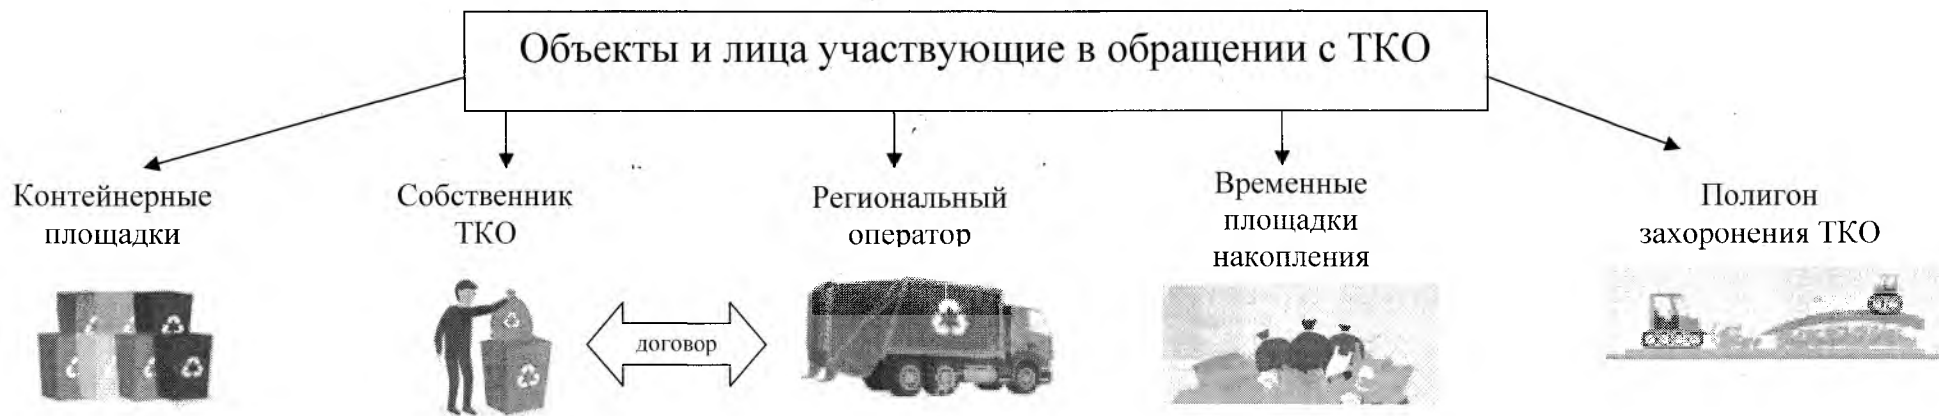 Объекты и лица участвующие в обращении с ТКО
Контейнерные
площадки
Собственник
ТКО
Региональный
оператор
Временные
площадки
накопления
Полигон
захоронения ТКО
договор